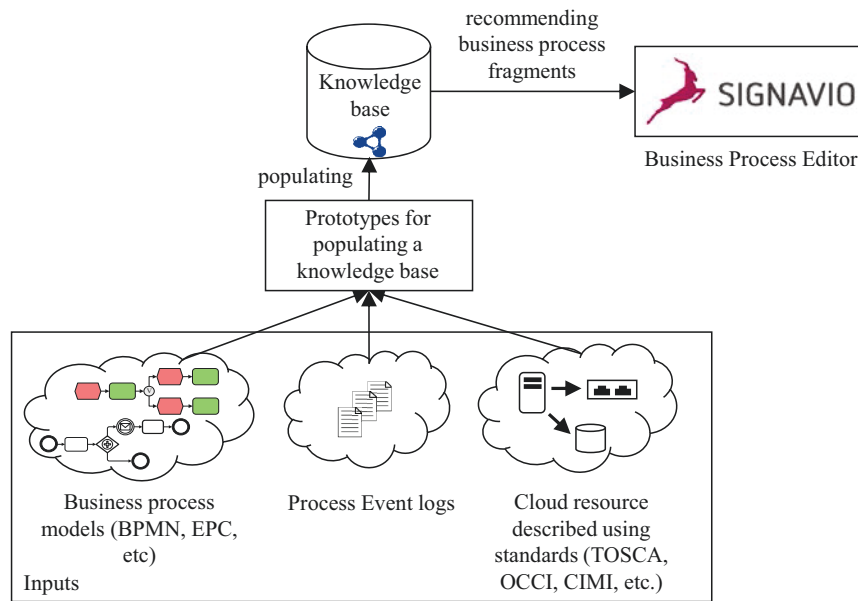 recommending
business process
fragments
Knowledge
base
SIGNAVIO
Business Process Editor
populating
Prototypes for
populating a
knowledge base
V
Business process
models (BPMN, EPC,
etc)
Process Event logs
Cloud resource
described using
standards (TOSCA,
OCCI, CIMI, etc.)
Inputs